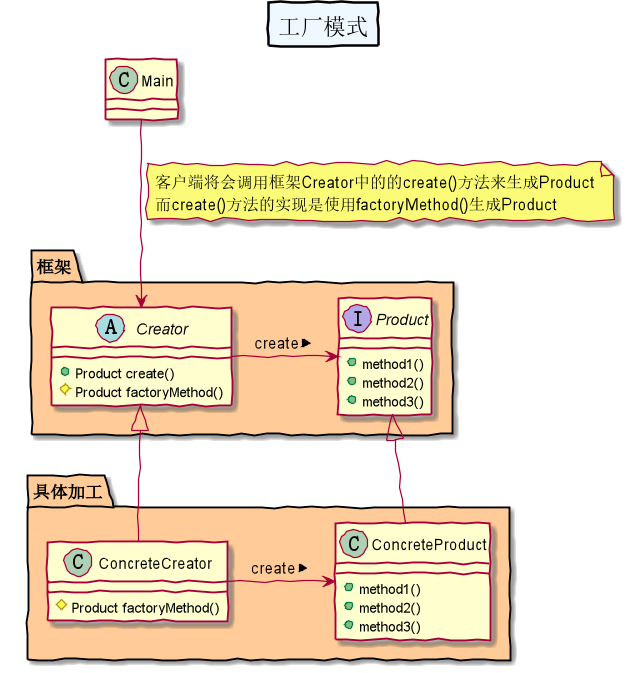 工厂模式
C Main
客户端将会调用框架Creator中的的create()方法来生成Product
而create()方法的实现是使用factoryMethod()生成Product
框架
A Creator
Product create()
Product factoryMethod()
create
I Product
method1()
method2()
method3()
具体加工
C ConcreteCreator
Product factoryMethod()
create
C ConcreteProduct
method1()
method2()
method3()